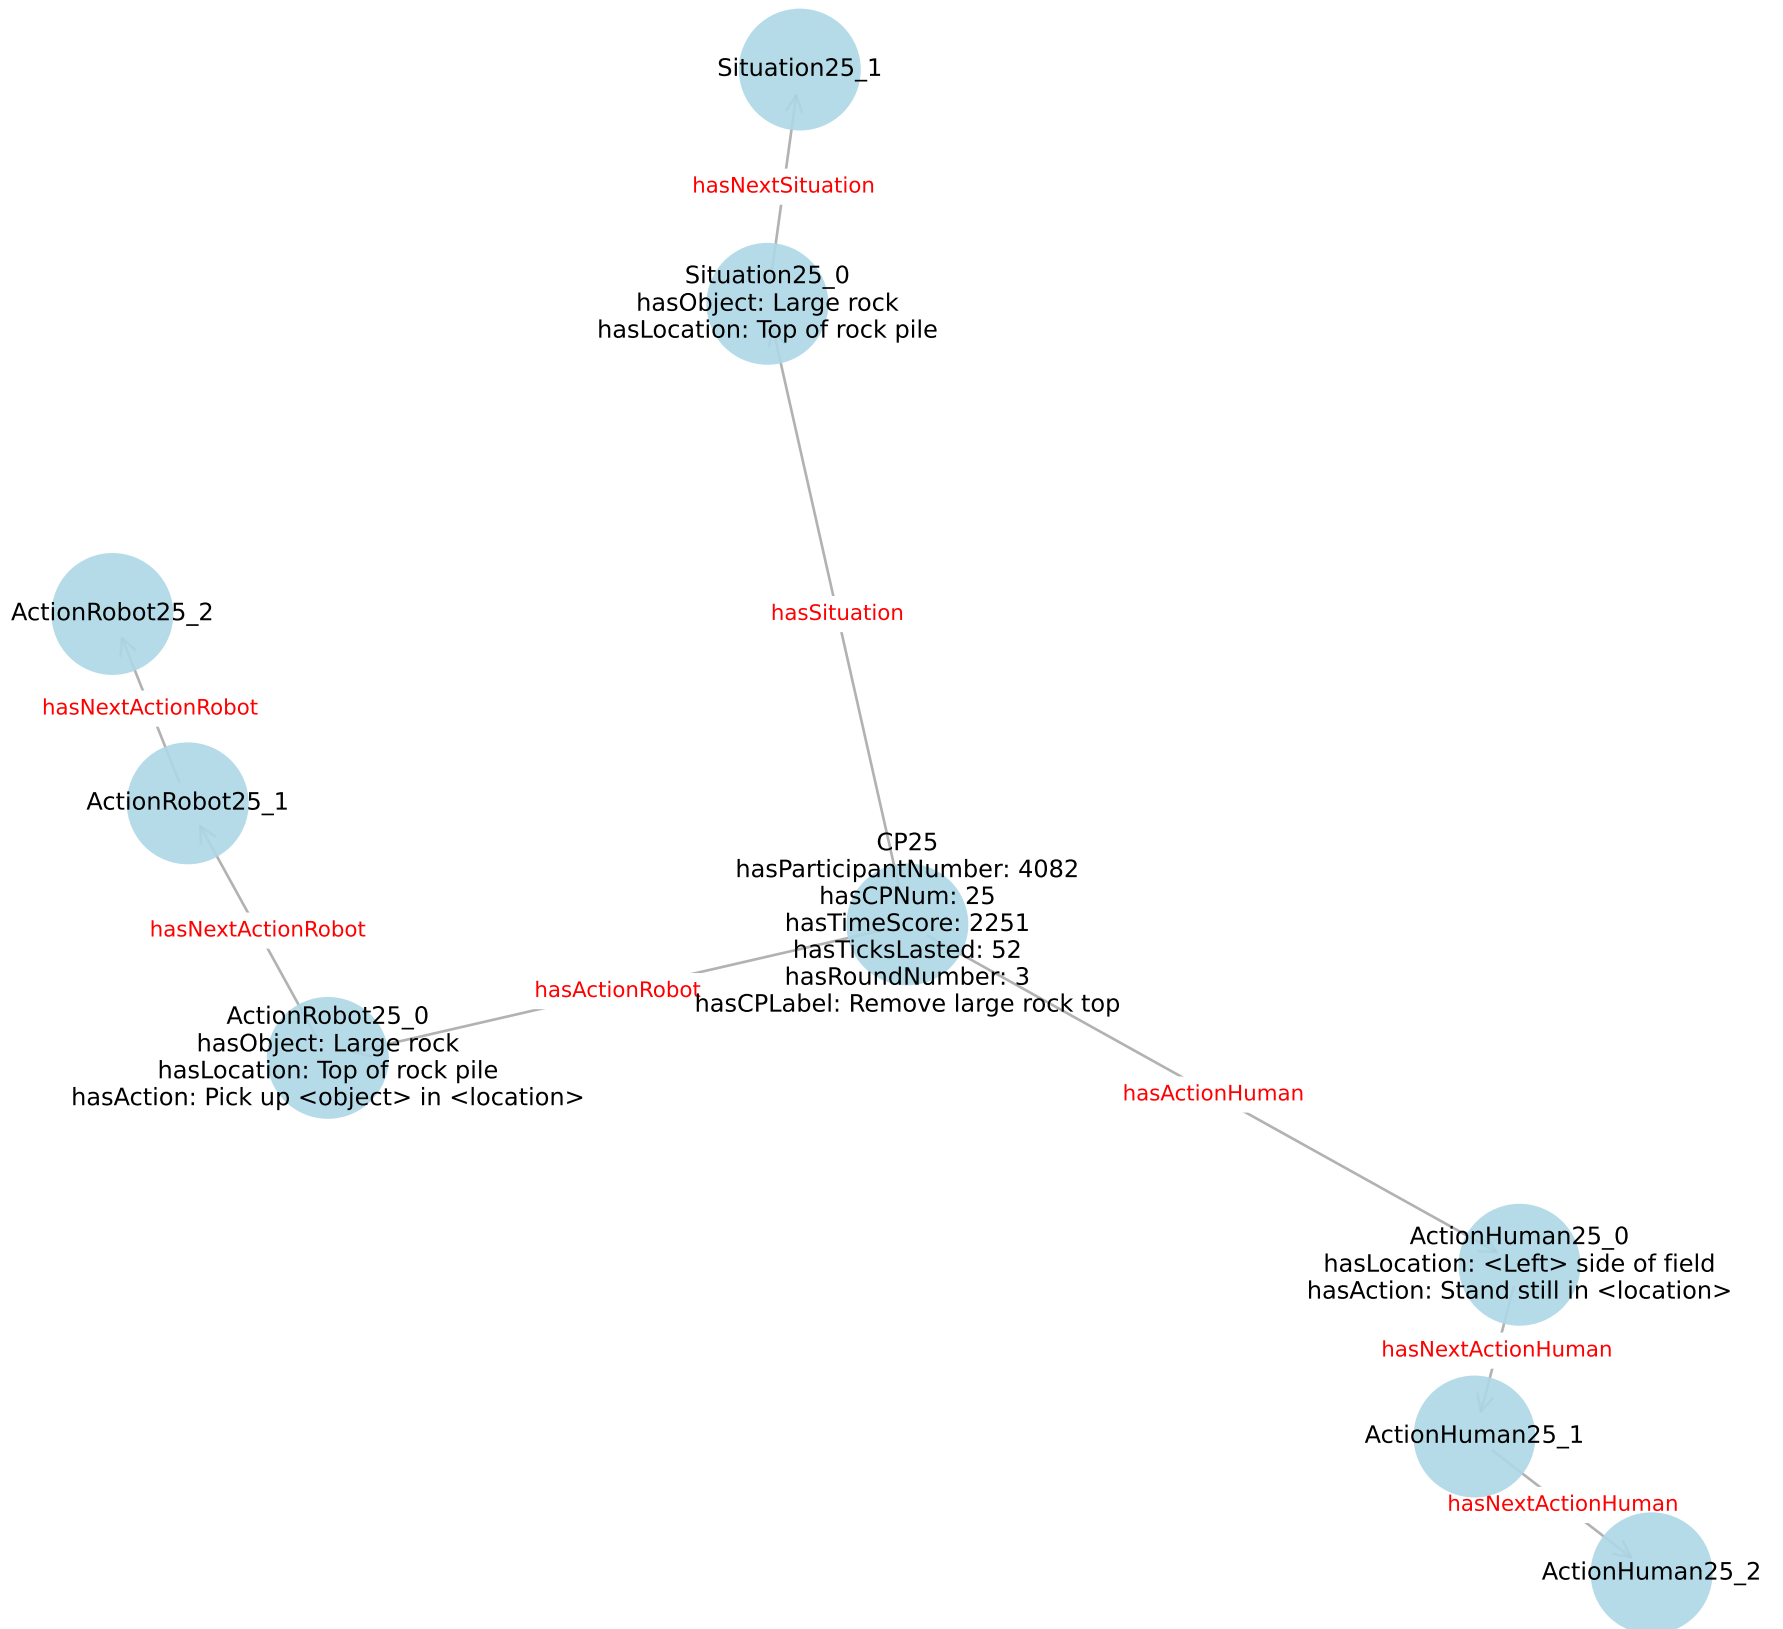 Situation25_1
hasNextSituation
Situation25_0
hasObject: Large rock
hasLocation: Top of rock pile
hasSituation
ActionRobot25_2
hasNextActionRobot
ActionRobot25_1
hasNextActionRobot
CP25
hasParticipantNumber: 4082
hasCPNum: 25
hasTimeScore: 2251
hasTicksLasted: 52
hasRoundNumber: 3
hasCPLabel: Remove large rock top
hasActionRobot
ActionRobot25_0
hasObject: Large rock
hasLocation: Top of rock pile
hasAction: Pick up <object> in <location>
hasActionHuman
ActionHuman25_0
hasLocation: <Left> side of field
hasAction: Stand still in <location>
hasNextActionHuman
ActionHuman25_1
hasNextActionHuman
ActionHuman25_2